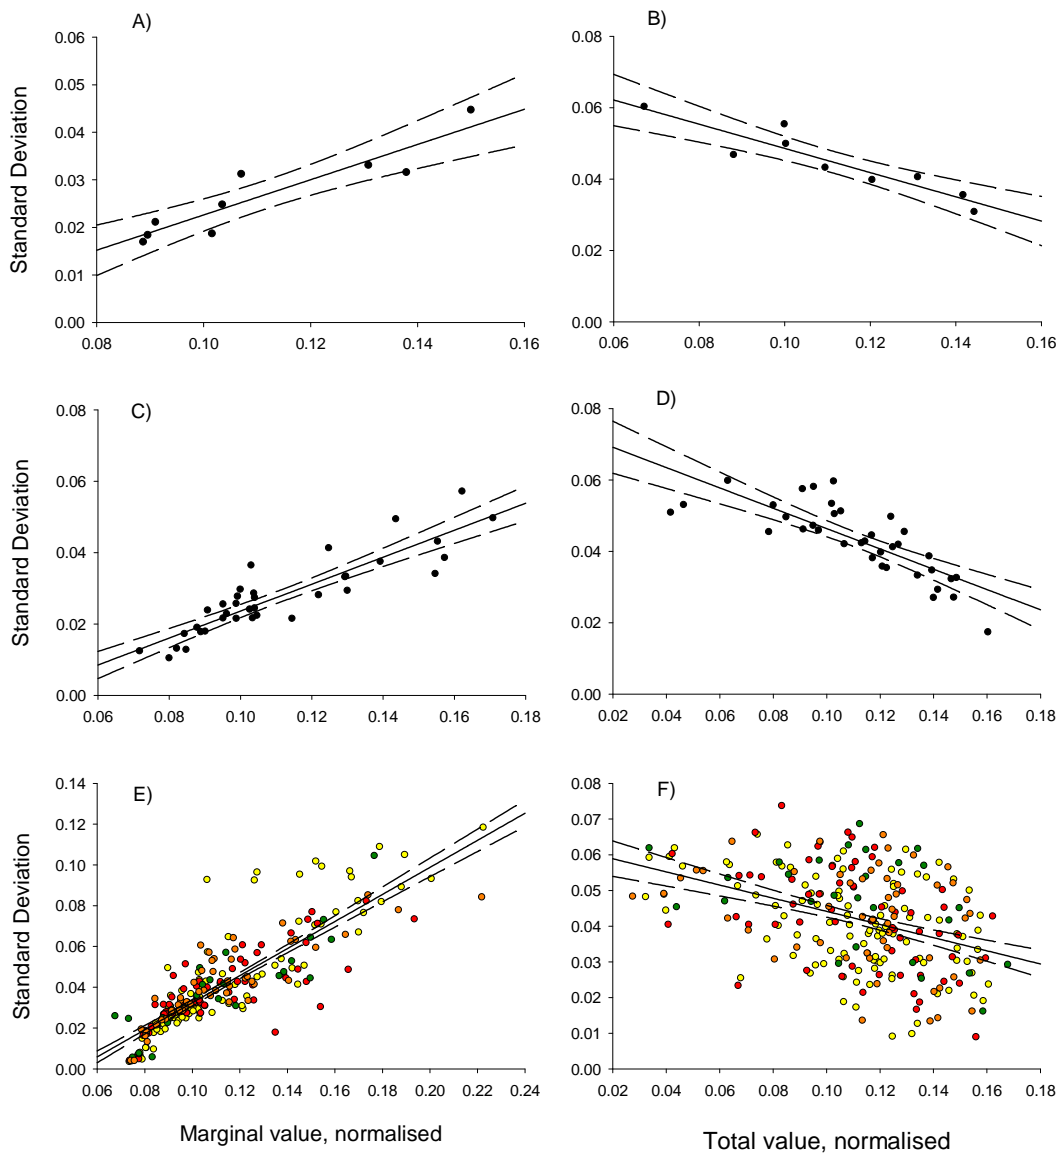 A)
B)
0.06
0.05
0.04
0.03
0.02
0.01
0.00
Standard Deviation
0.08 0.10 0.12 0.14 0.16
0.08
0.06
0.04
0.02
0.00
0.06 0.08 0.10 0.12 0.14 0.16
C)
D)
0.08
0.06
0.04
0.02
0.00
Standard Deviation
0.06 0.08 0.10 0.12 0.14 0.16 0.18
0.08
0.06
0.04
0.02
0.00
0.02 0.04 0.06 0.08 0.10 0.12 0.14 0.16 0.18
E)
F)
0.14
0.12
0.10
0.08
0.06
0.04
0.02
0.00
Standard Deviation
0.06 0.08 0.10 0.12 0.14 0.16 0.18 0.20 0.22 0.24
Marginal value, normalised
0.08
0.07
0.06
0.05
0.04
0.03
0.02
0.01
0.00
0.02 0.04 0.06 0.08 0.10 0.12 0.14 0.16 0.18
Total value, normalised